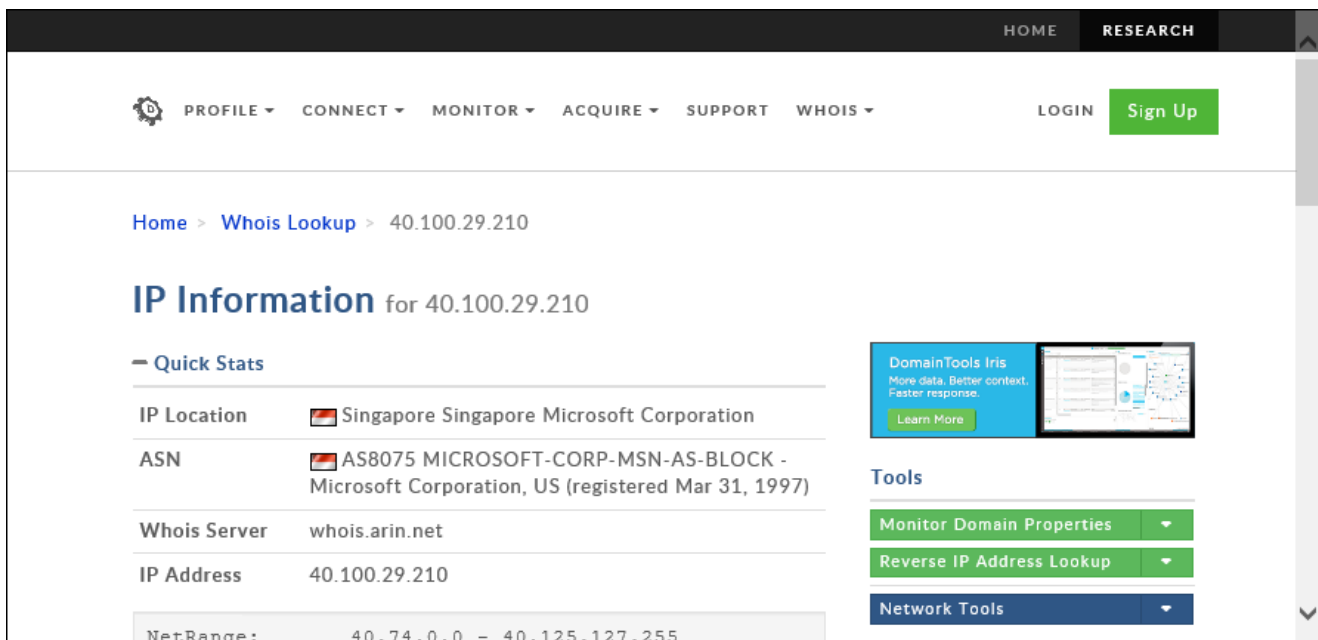 HOME RESEARCH
PROFILE CONNECT MONITOR ACQUIRE SUPPORT WHOIS LOGIN Sign Up
Home > Whois Lookup > 40.100.29.210
IP Information for 40.100.29.210
Quick Stats
IP Location Singapore Singapore Microsoft Corporation
ASN AS8075 MICROSOFT-CORP-MSN-AS-BLOCK -
Microsoft Corporation, US (registered Mar 31, 1997)
Whois Server whois.arin.net
IP Address 40.100.29.210
NetRange: 40.74.0.0 - 40.125.127.255
DomainTools Iris
More data. Better context.
Faster response.
Learn More
Tools
Monitor Domain Properties
Reverse IP Address Lookup
Network Tools